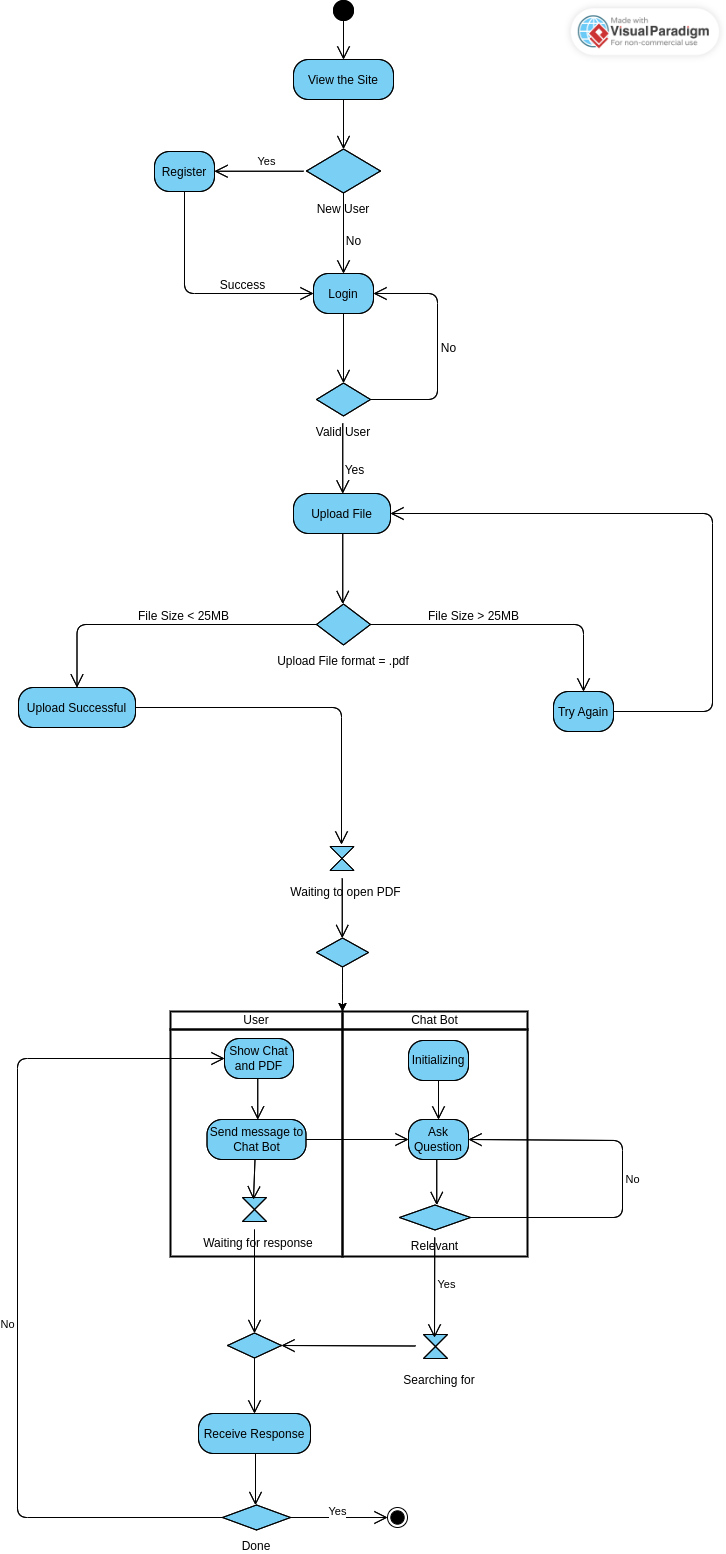 Made with
VisualParadigm
For non-commercial use
View the Site
Yes
Register
New User
No
Success
Login
No
Valid User
Yes
Upload File
File Size < 25MB
File Size > 25MB
Upload File format = .pdf
Upload Successful
Try Again
Waiting to open PDF
User
Chat Bot
Show Chat
and PDF
Initializing
Send message to
Chat Bot
Ask
Question
No
Waiting for response
Relevant
Yes
No
Searching for
Receive Response
Yes
Done